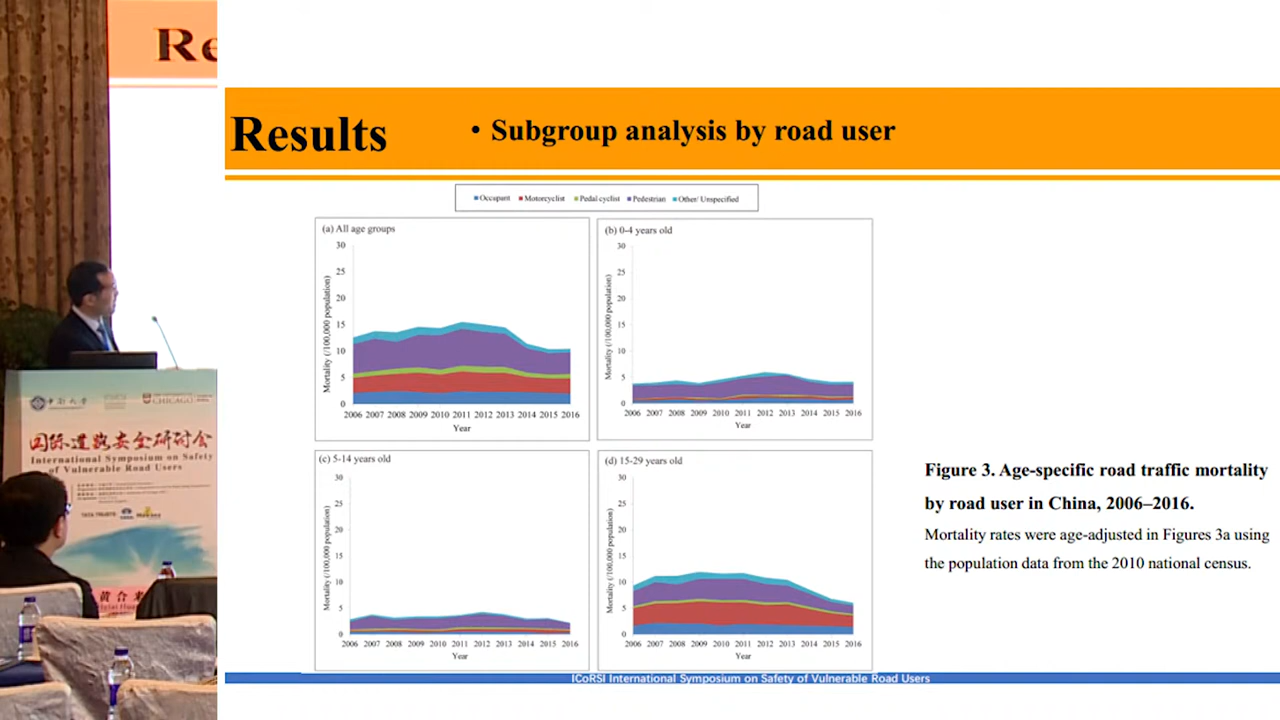 Re
Results
• Subgroup analysis by road user
Occupant Motorcyclist Pedal cyclist Pedestrian Other/ Unspecified
(a) All age groups
Mortality (/100,000 population)
30
25
20
15
10
5
0
2006 2007 2008 2009 2010 2011 2012 2013 2014 2015 2016
Year
(b) 0-4 years old
Mortality (/100,000 population)
30
25
20
15
10
5
0
2006 2007 2008 2009 2010 2011 2012 2013 2014 2015 2016
Year
(c) 5-14 years old
Mortality (/100,000 population)
30
25
20
15
10
5
0
2006 2007 2008 2009 2010 2011 2012 2013 2014 2015 2016
Year
(d) 15-29 years old
Mortality (/100,000 population)
30
25
20
15
10
5
0
2006 2007 2008 2009 2010 2011 2012 2013 2014 2015 2016
Year
Figure 3. Age-specific road traffic mortality
by road user in China, 2006–2016.
Mortality rates were age-adjusted in Figures 3a using
the population data from the 2010 national census.
ICoRSI International Symposium on Safety of Vulnerable Road Users
中南大学
CHICAGO
国际道路安全研讨会
International Symposium on Safety
of Vulnerable Road Users
TATA TRUSTS